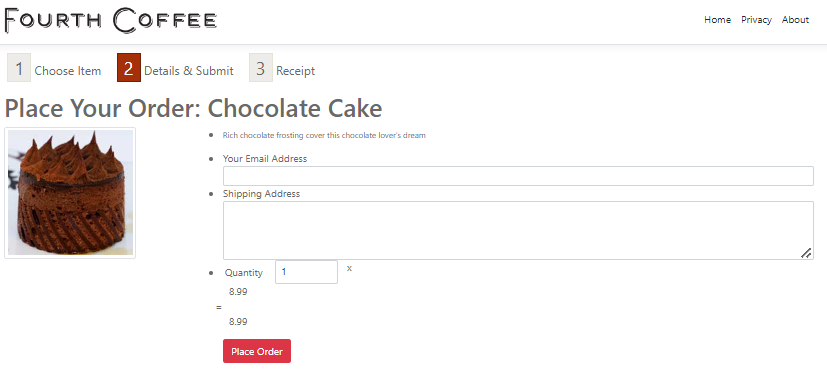 Fourth Coffee
Home Privacy About
1 Choose Item 2 Details & Submit 3 Receipt
Place Your Order: Chocolate Cake
Rich chocolate frosting cover this chocolate lover's dream
Your Email Address
Shipping Address
Quantity 1 x
8.99
=
8.99
Place Order